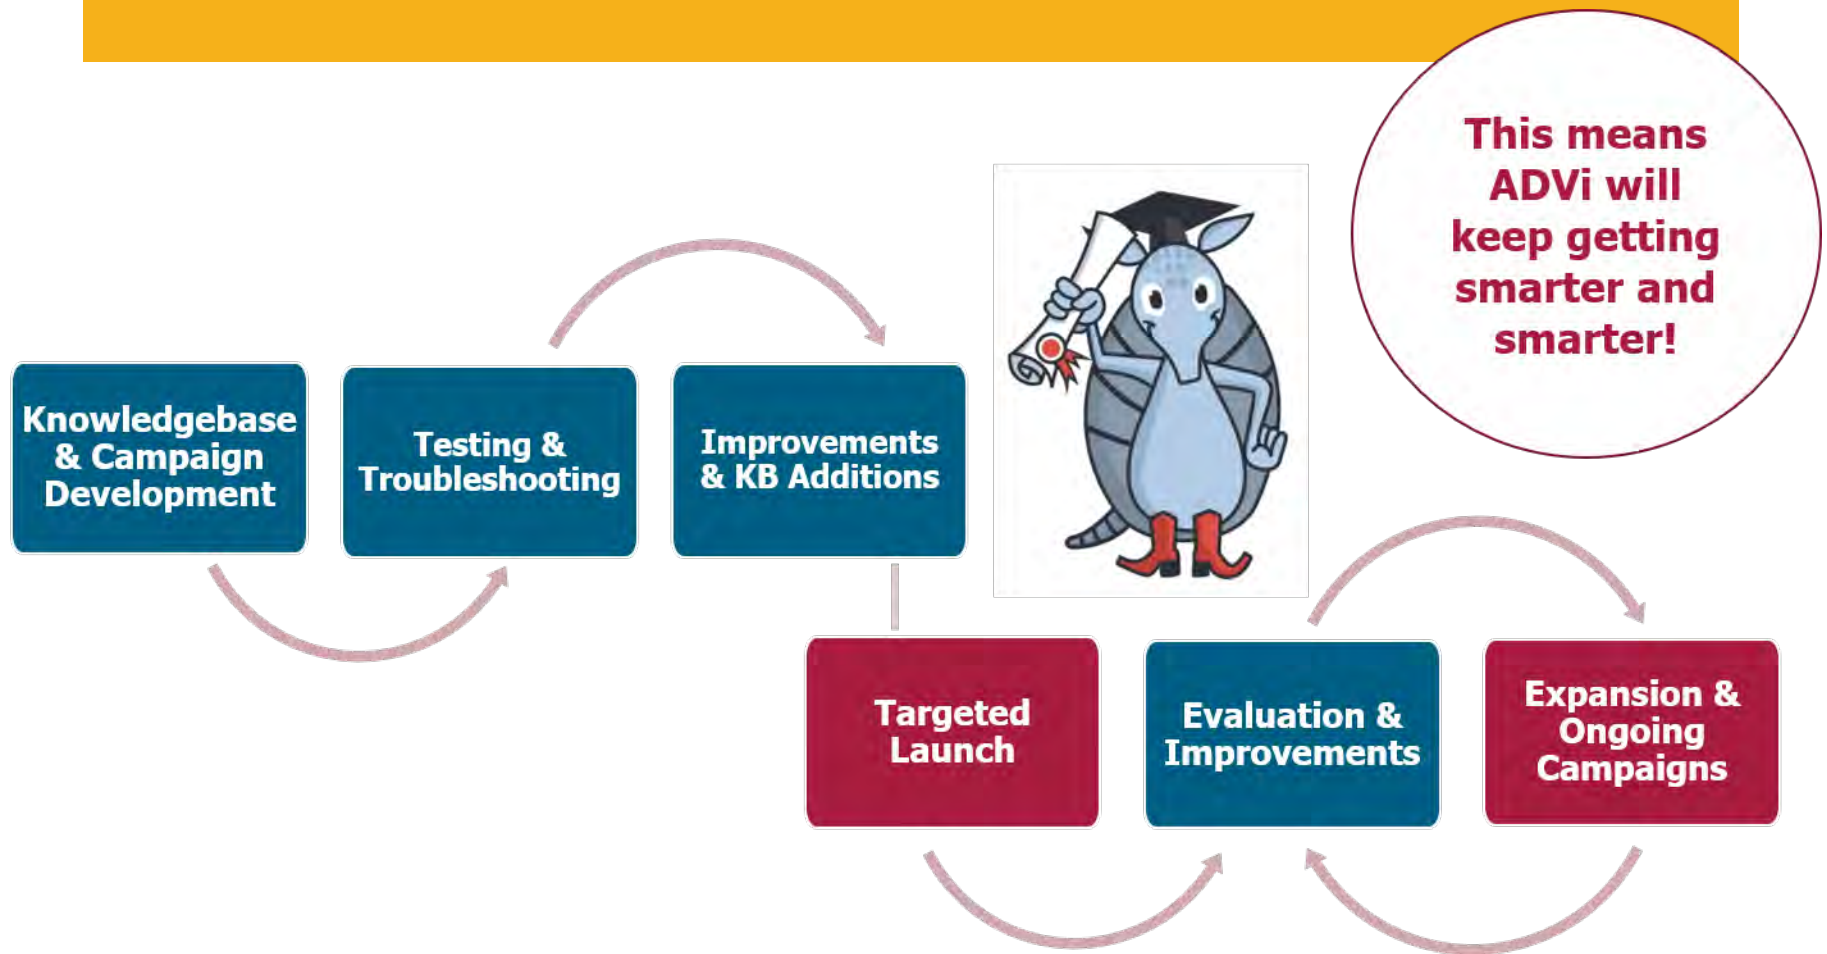 This means
ADVi will
keep getting
smarter and
smarter!
Knowledgebase
& Campaign
Development
Testing &
Troubleshooting
Improvements
& KB Additions
Targeted
Launch
Evaluation &
Improvements
Expansion &
Ongoing
Campaigns